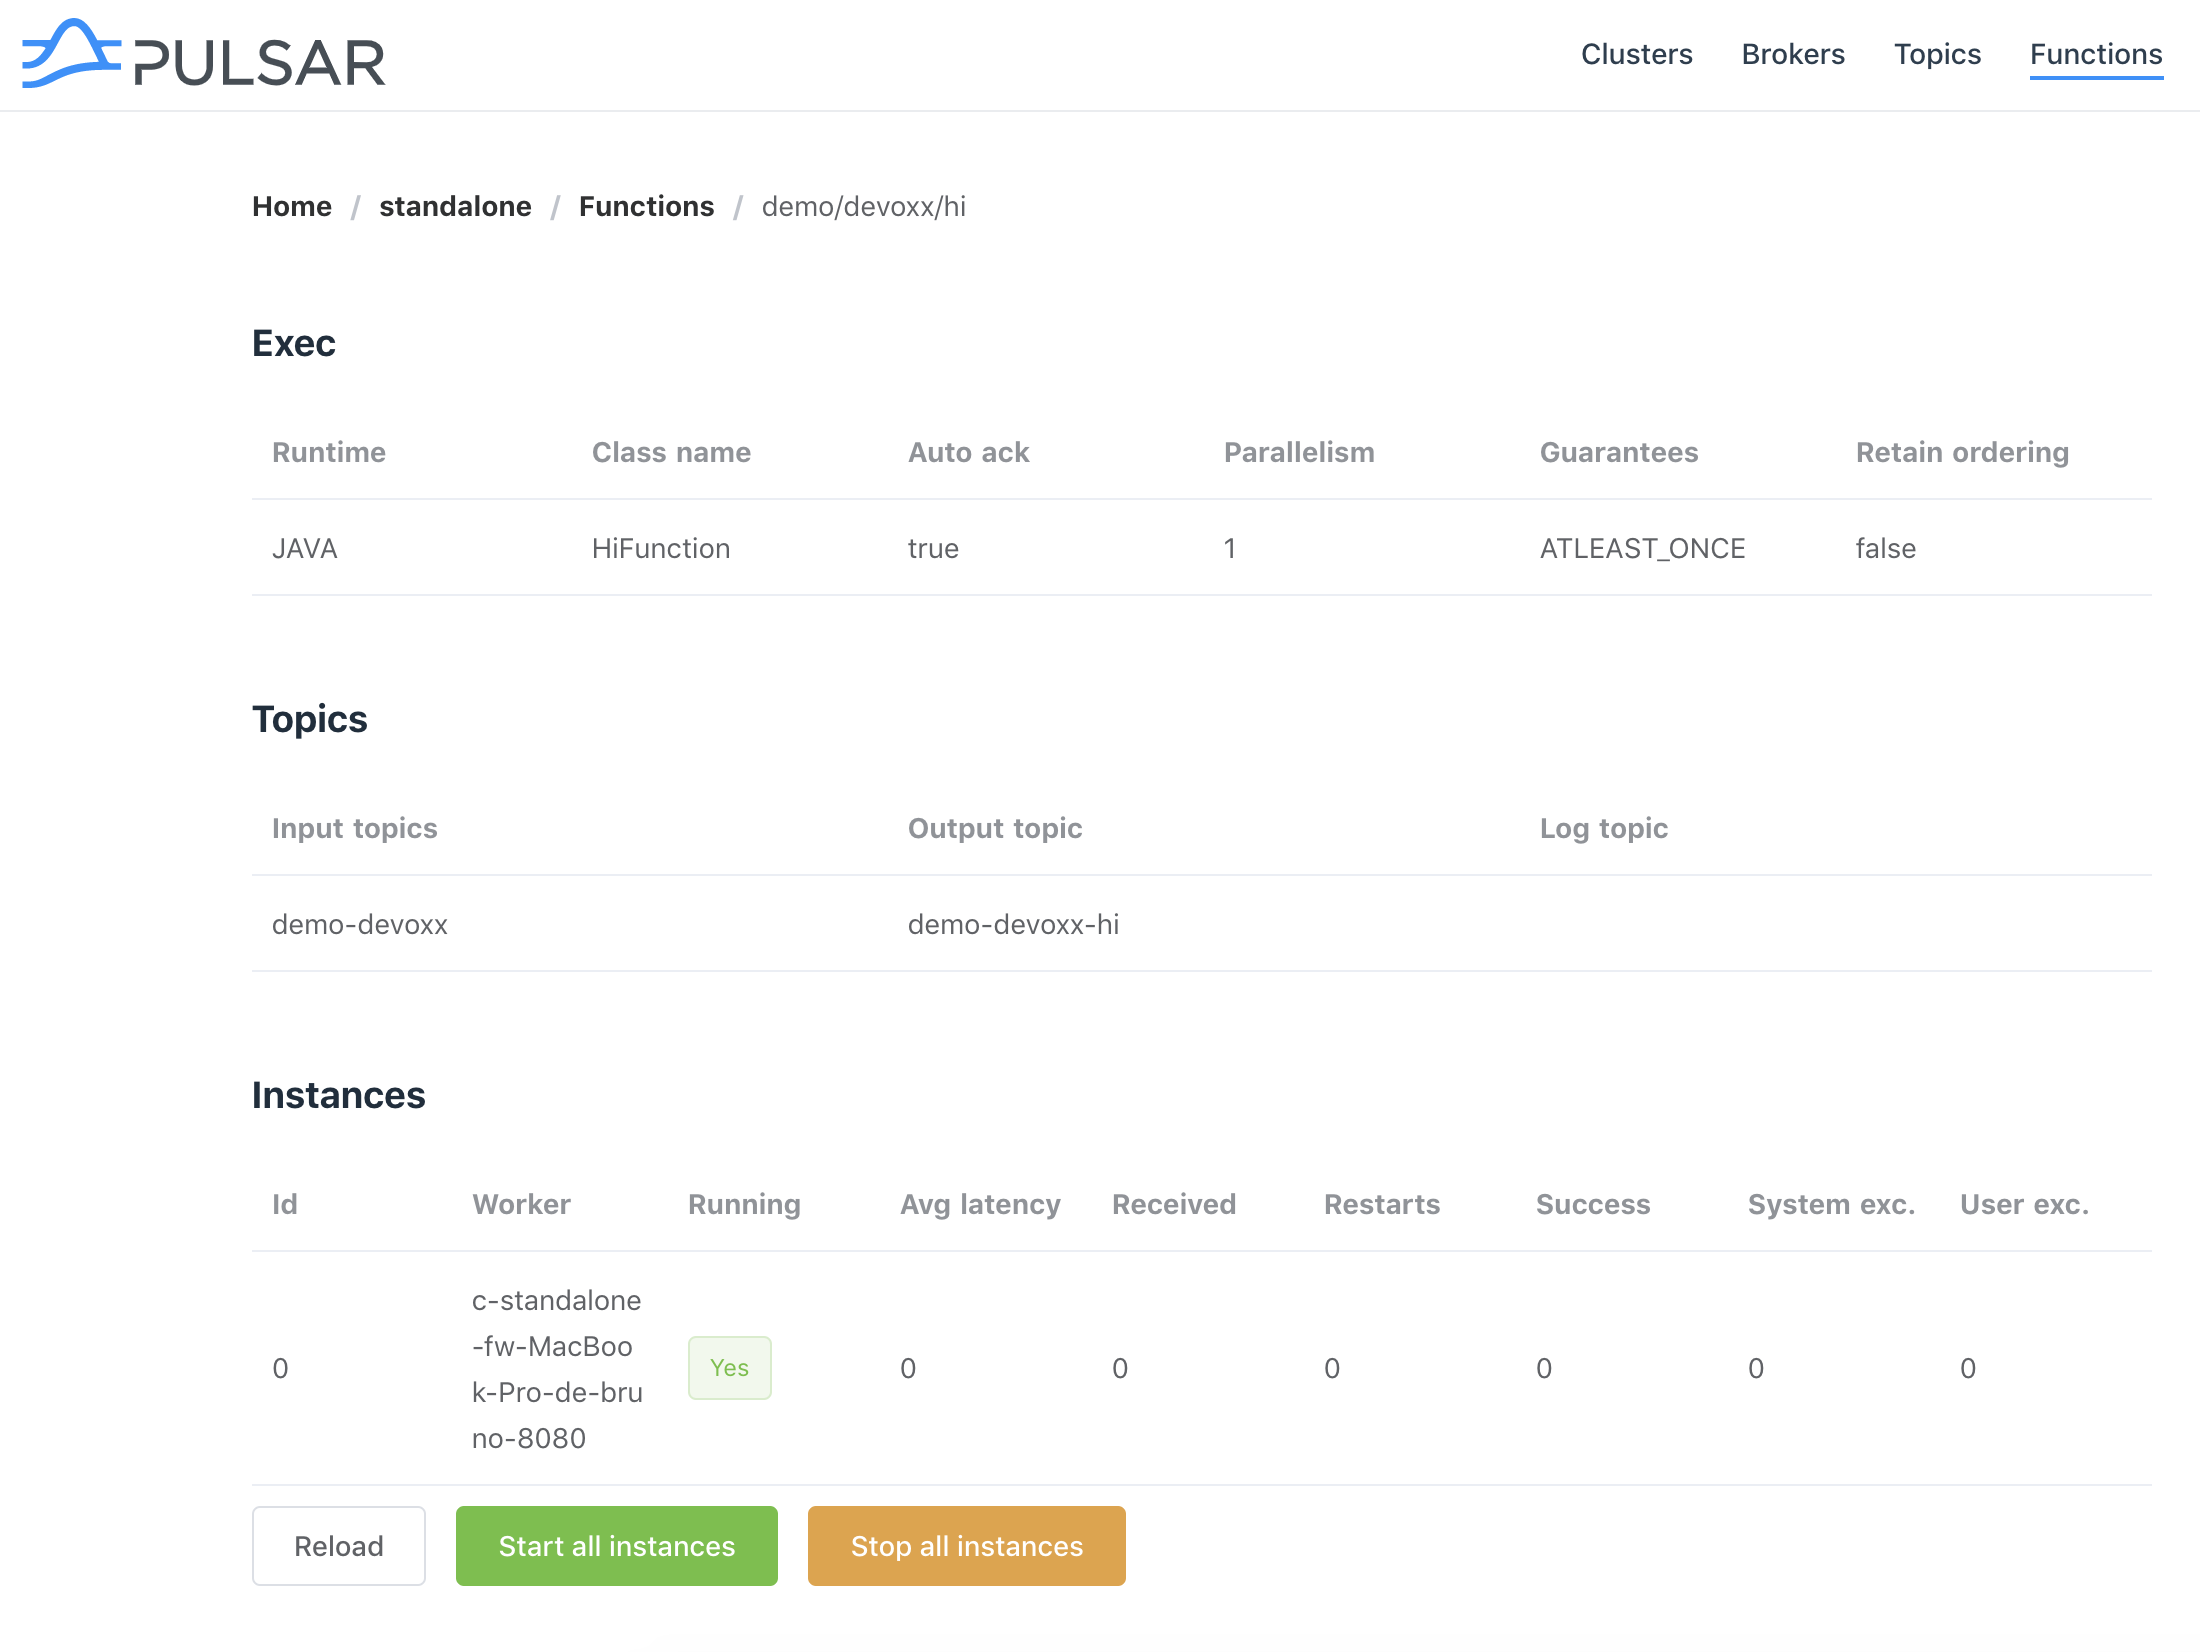 PULSAR
Clusters Brokers Topics Functions
Home / standalone / Functions / demo/devoxx/hi
Exec
Runtime Class name Auto ack Parallelism Guarantees Retain ordering
JAVA HiFunction true 1 ATLEAST_ONCE false
Topics
Input topics Output topic Log topic
demo-devoxx demo-devoxx-hi
Instances
Id Worker Running Avg latency Received Restarts Success System exc. User exc.
c-standalone
-fw-MacBoo
0 Yes 0 0 0 0 0 0
k-Pro-de-bru
no-8080
Reload Start all instances Stop all instances